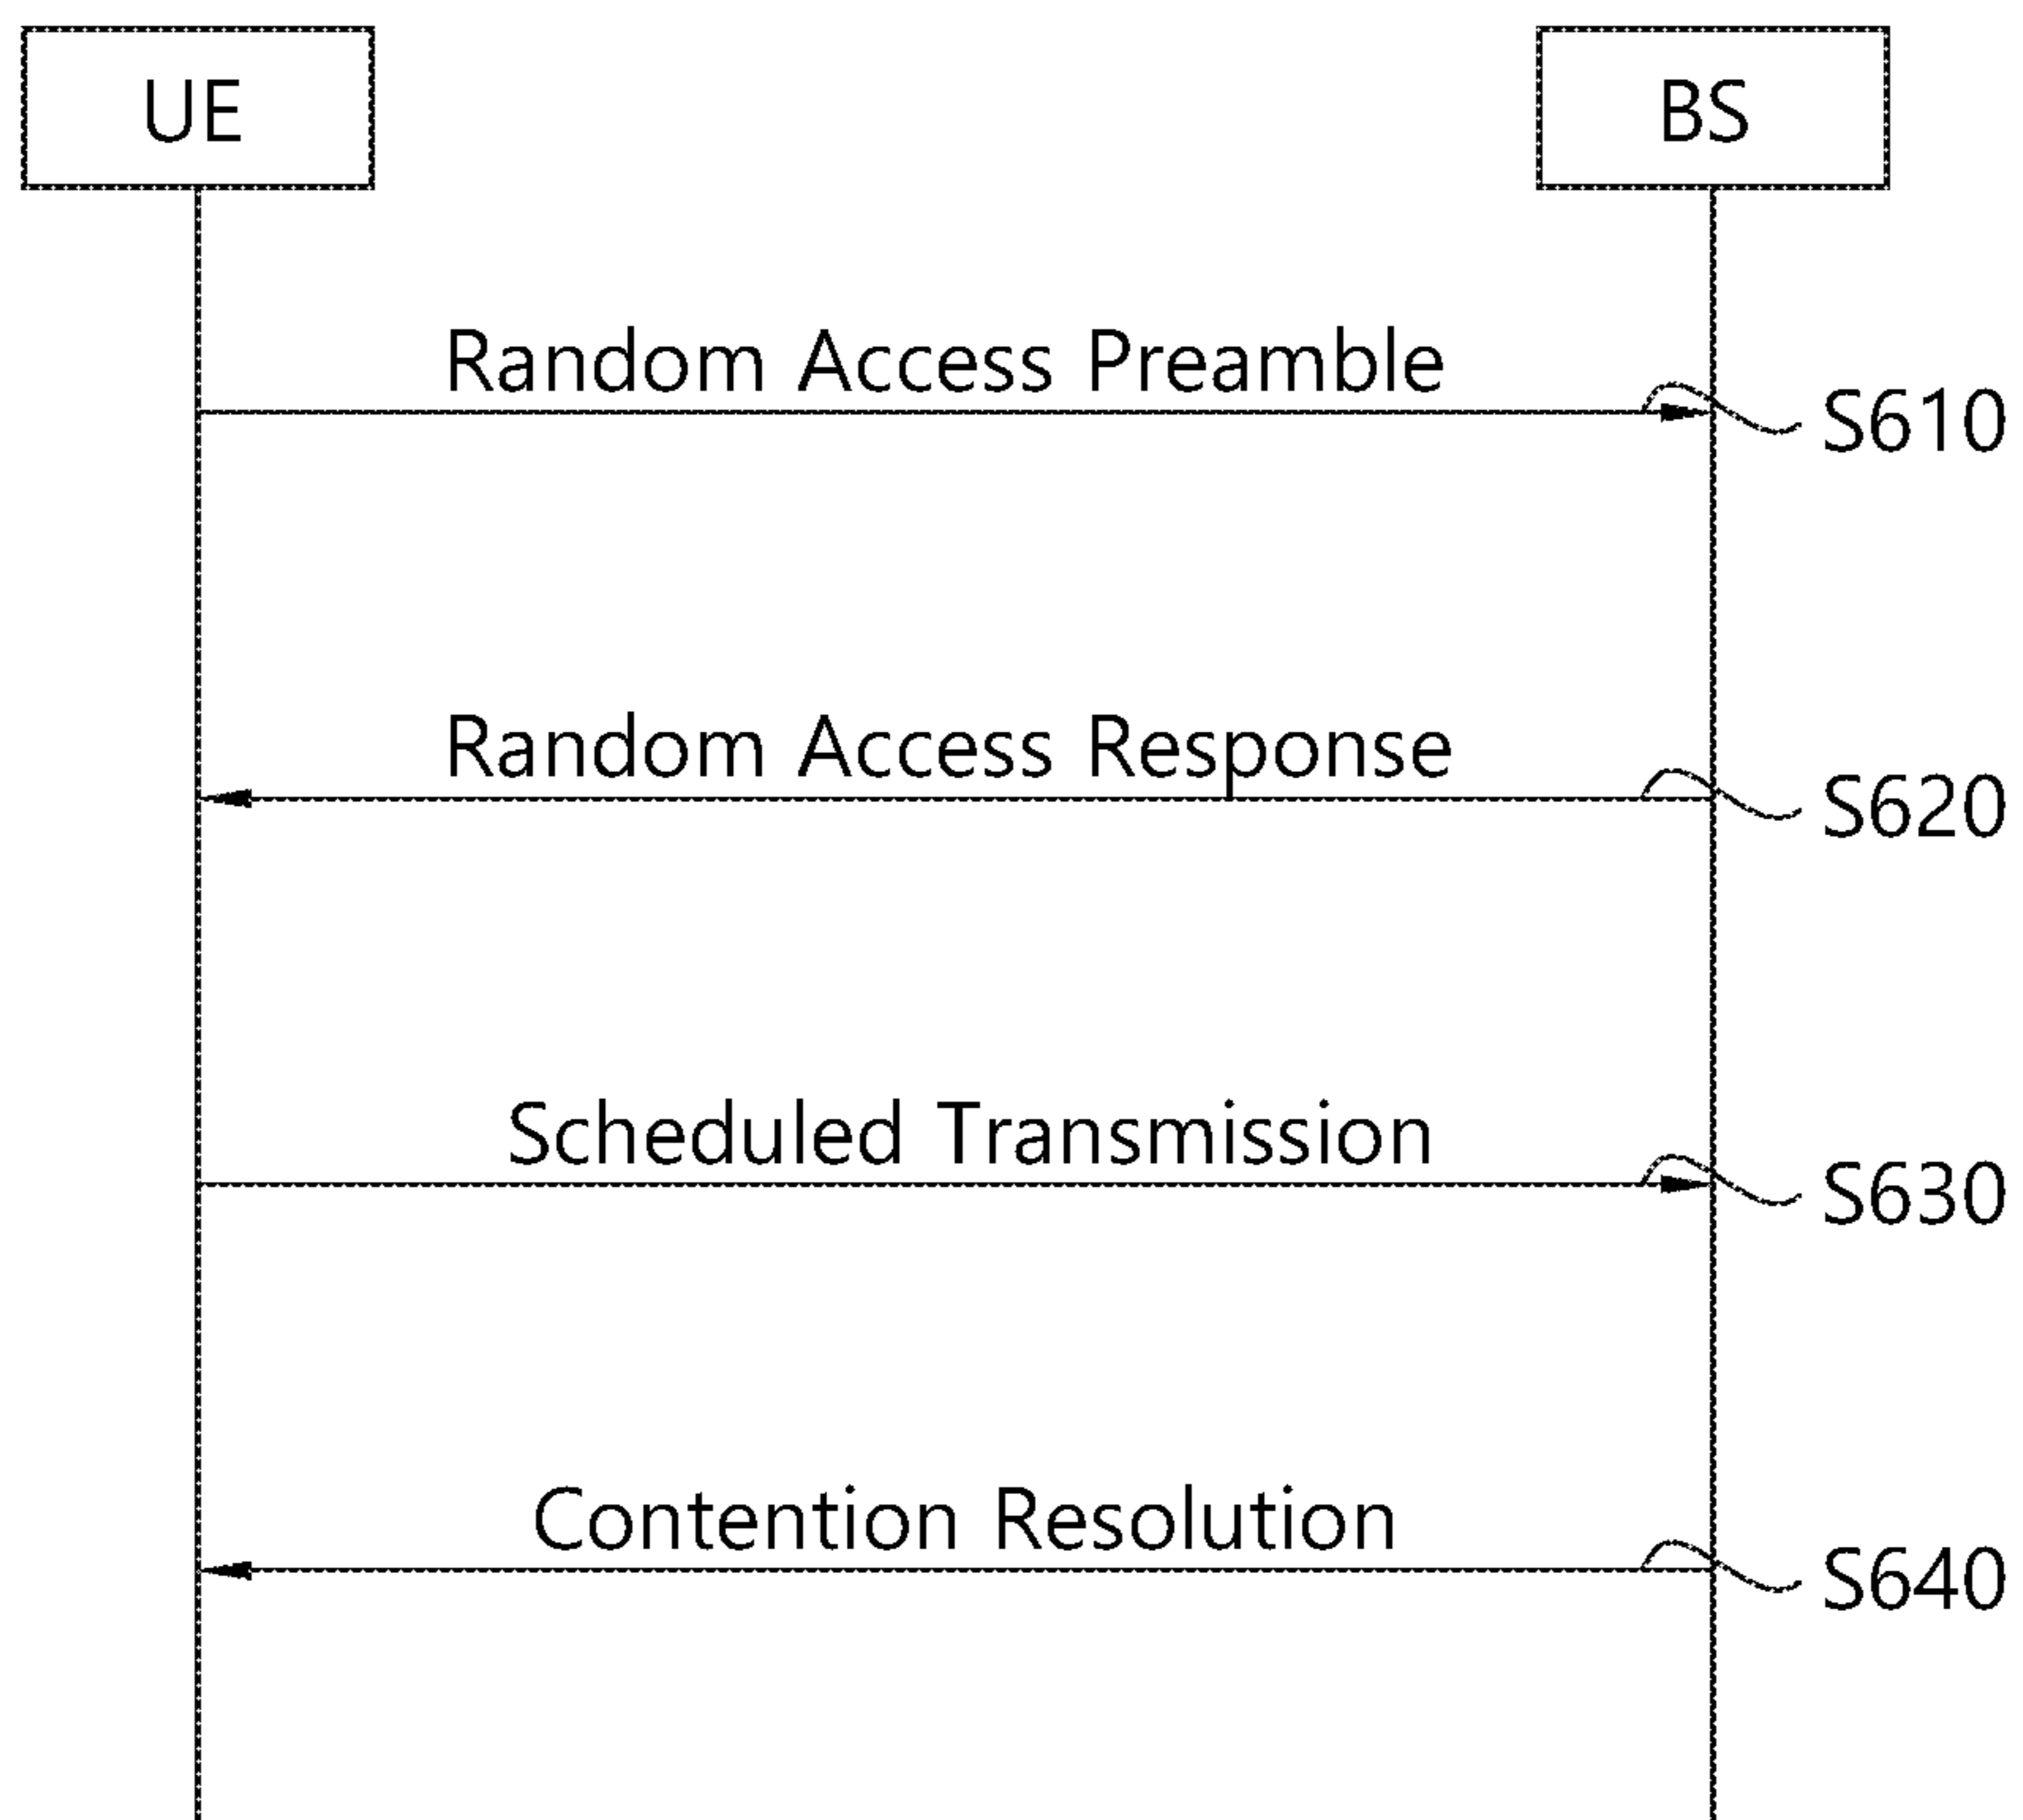 UE
BS
Random Access Preamble
S610
Random Access Response
S620
Scheduled Transmission
S630
Contention Resolution
S640